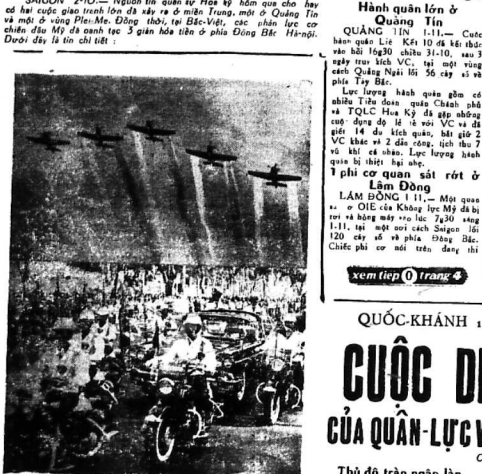 SAIGON 2-10.— Nguồn tin quân sự Hoa kỳ hôm qua cho hay
có hai cuộc giao tranh lớn đã xảy ra ở miền Trung, một ở Quảng Tín
và một ở vùng Plei-Me. Đồng thời, tại Bắc-Việt, các phản lực cơ
chiến đấu Mỹ đã oanh tạc 3 giàn hỏa tiễn ở phía Đông Bắc Hà-nội.
Dưới đây là tin chi tiết :
Hành quân lớn ở
Quảng Tín
QUẢNG TÍN 1-11.— Cuộc
hành quân Liê Kết 10 đã kết thúc
vào hồi 16g30 chiều 31-10, sau 3
ngày truy kích VC, tại một vùng
cách Quảng Ngãi lối 56 cây số về
phía Tây Bắc.
Lực lượng hành quân gồm có
nhiều Tiểu đoàn quân Chánh phủ
và TQLC Hoa Kỳ đã gặp những
cuộc đụng độ lẻ tẻ với VC và đã
giết 14 du kích quân, bắt giữ 2
VC khác và 2 dân công, tịch thu 7
vũ khí cá nhân. Lực lượng hành
quân bị thiệt hại nhẹ.
1 phi cơ quan sát rớt ở
Lâm Đồng
LÂM ĐỒNG 1-11.— Một quan
ơ OIE của Không lực Mỹ đã bị
rơi và hỏng máy vào lúc 7g30 sáng
1-11, tại một nơi cách Saigon lối
120 cây số về phía Đông Bắc.
Chiếc phi cơ nói trên đang thi
xem tiếp 0 trang 4
QUỐC-KHÁNH 1
CUỘC DI
CỦA QUÂN-LỰC V
Thủ đô tràn ngập làn